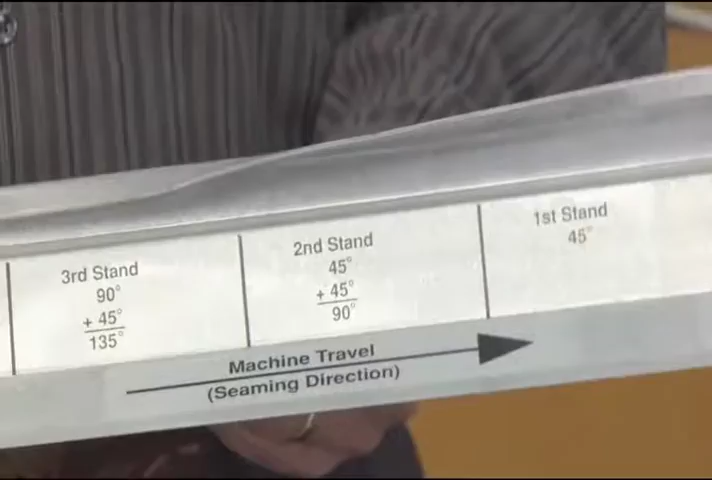 3rd Stand
90°
+ 45°
135°
2nd Stand
45°
+ 45°
90°
1st Stand
45°
Machine Travel
(Seaming Direction)